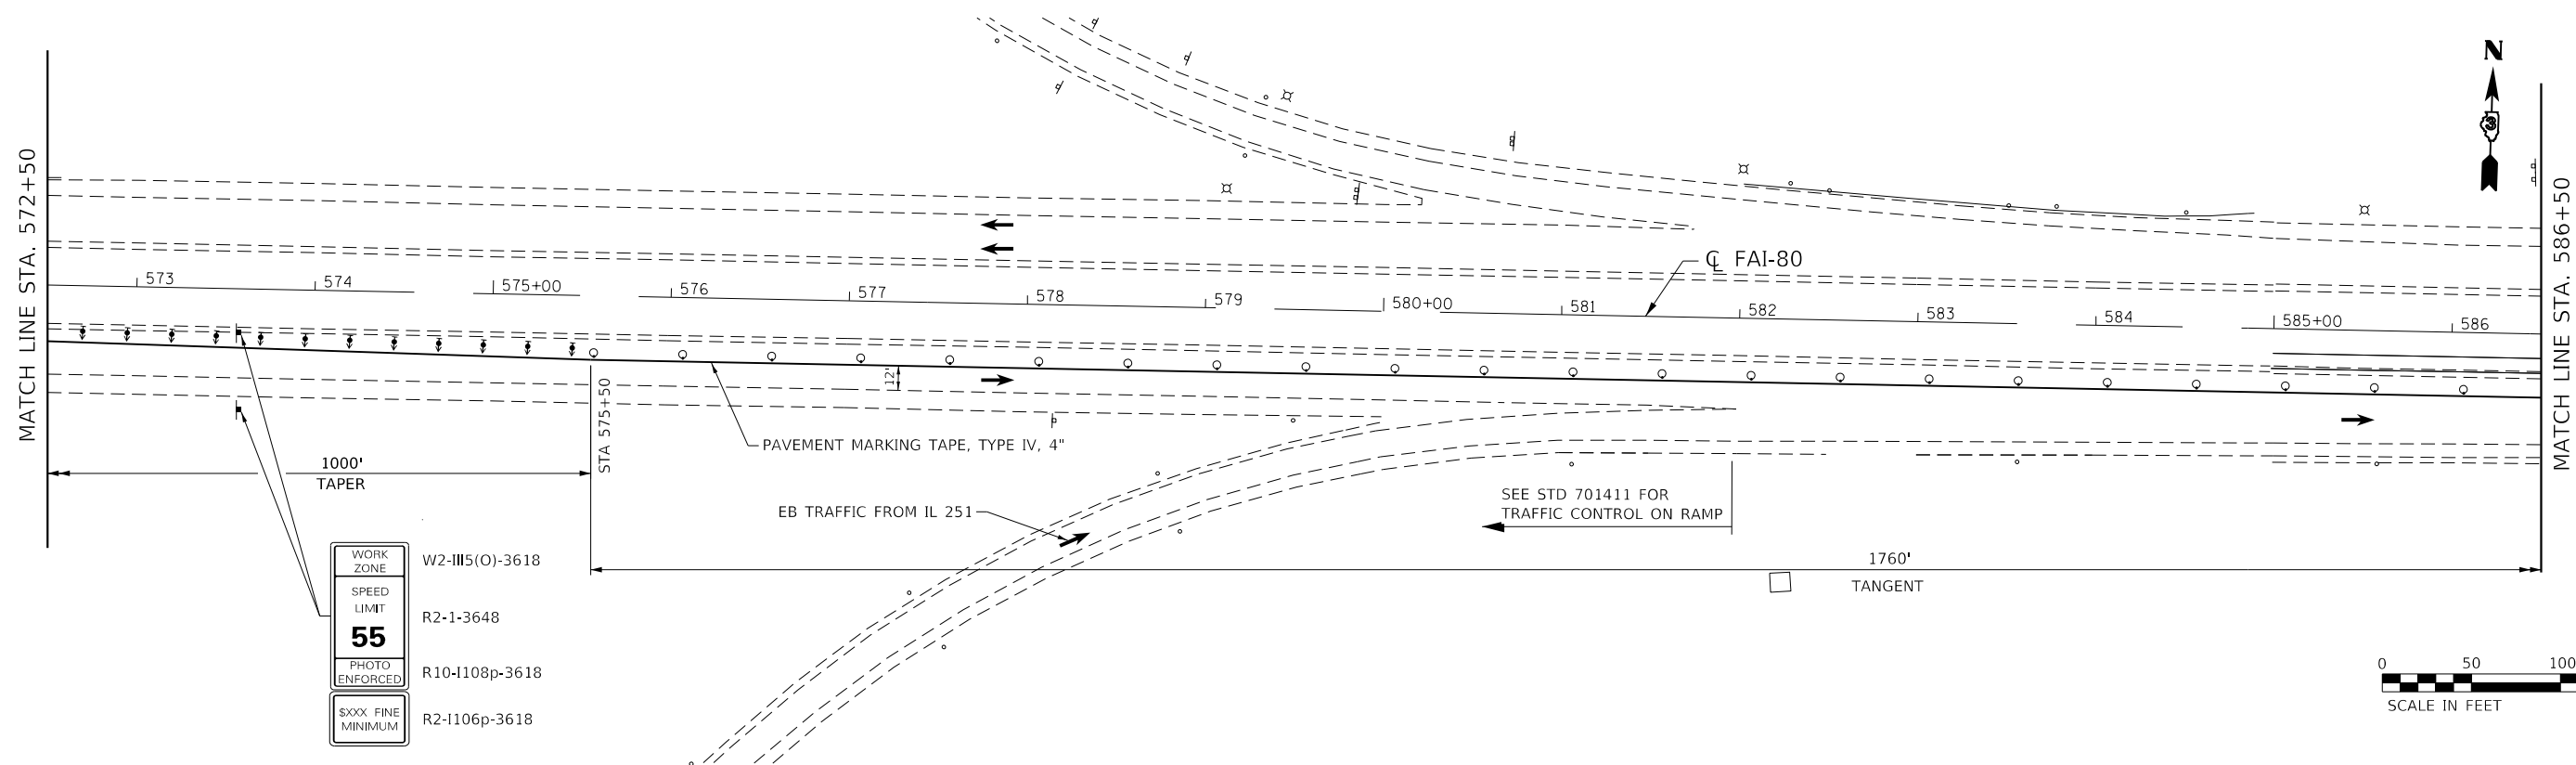 N
3
MATCH LINE STA. 572+50
MATCH LINE STA. 586+50
573
574
575+00
576
577
578
579
580+00
581
582
583
584
585+00
586
℄ FAI-80
12'
STA 575+50
PAVEMENT MARKING TAPE, TYPE IV, 4"
1000'
TAPER
EB TRAFFIC FROM IL 251
SEE STD 701411 FOR
TRAFFIC CONTROL ON RAMP
1760'
TANGENT
WORK
ZONE
W2-III5(O)-3618
SPEED
LIMIT
55
R2-1-3648
PHOTO
ENFORCED
R10-I108p-3618
$XXX FINE
MINIMUM
R2-I106p-3618
0 50 100
SCALE IN FEET